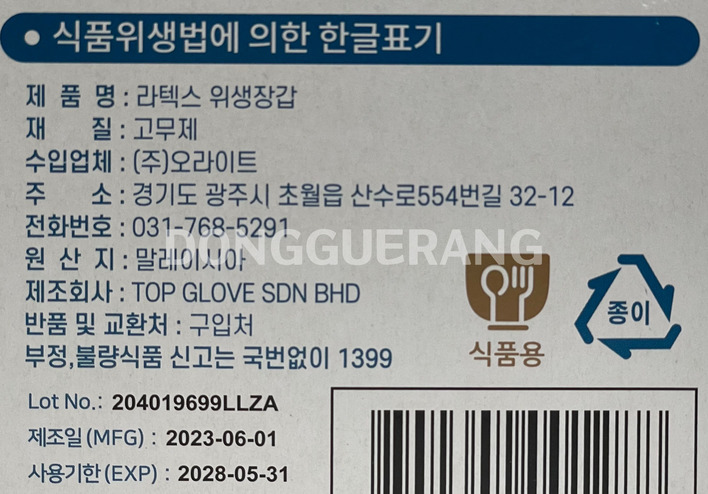 • 식품위생법에 의한 한글표기
제 품 명 : 라텍스 위생장갑
재 질 : 고무제
수입업체 : (주)오라이트
주 소 : 경기도 광주시 초월읍 산수로554번길 32-12
전화번호 : 031-768-5291
DONGGUERANG
원 산 지 : 말레이시아
제조회사 : TOP GLOVE SDN BHD
반품 및 교환처 : 구입처
부정,불량식품 신고는 국번없이 1399
식품용
종이
Lot No.: 204019699LLZA
제조일(MFG) : 2023-06-01
사용기한(EXP) : 2028-05-31